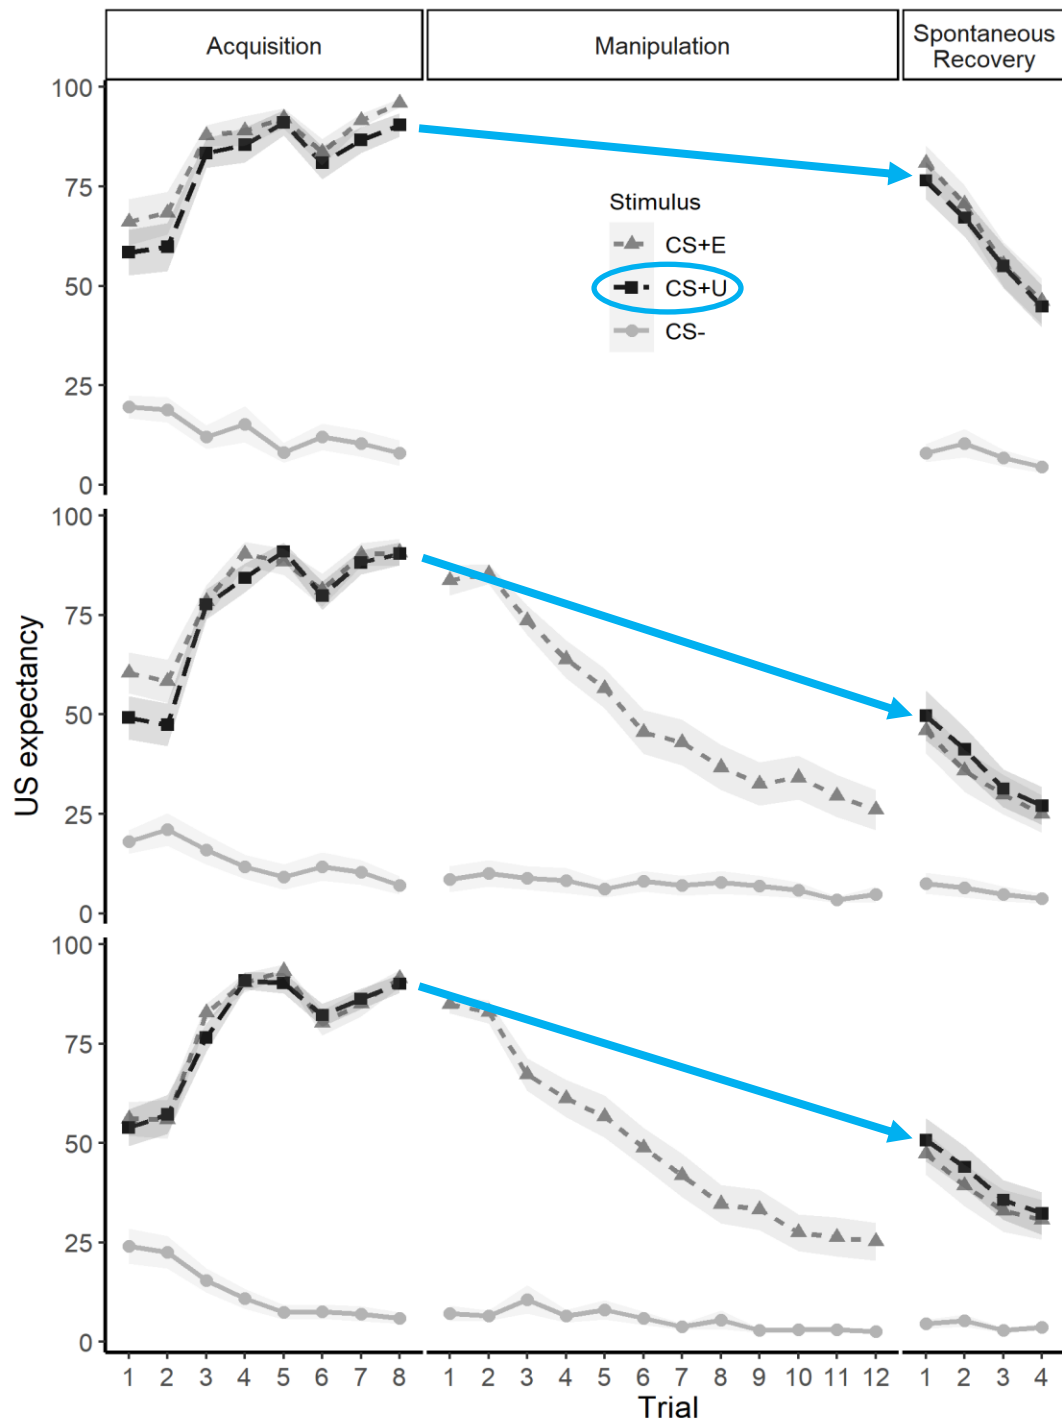 Acquisition
Manipulation
Spontaneous
Recovery
100
75
50
25
0
Stimulus
CS+E
CS+U
CS-
US expectancy
100
75
50
25
0
100
75
50
25
0
1 2 3 4 5 6 7 8
1 2 3 4 5 6 7 8 9 10 11 12
1 2 3 4
Trial